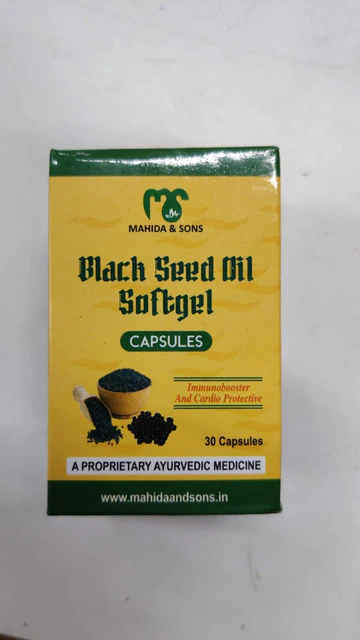 MAHIDA & SONS
Black Seed Oil
Softgel
CAPSULES
Immunobooster
And Cardio Protective
30 Capsules
A PROPRIETARY AYURVEDIC MEDICINE
www.mahidaandsons.in